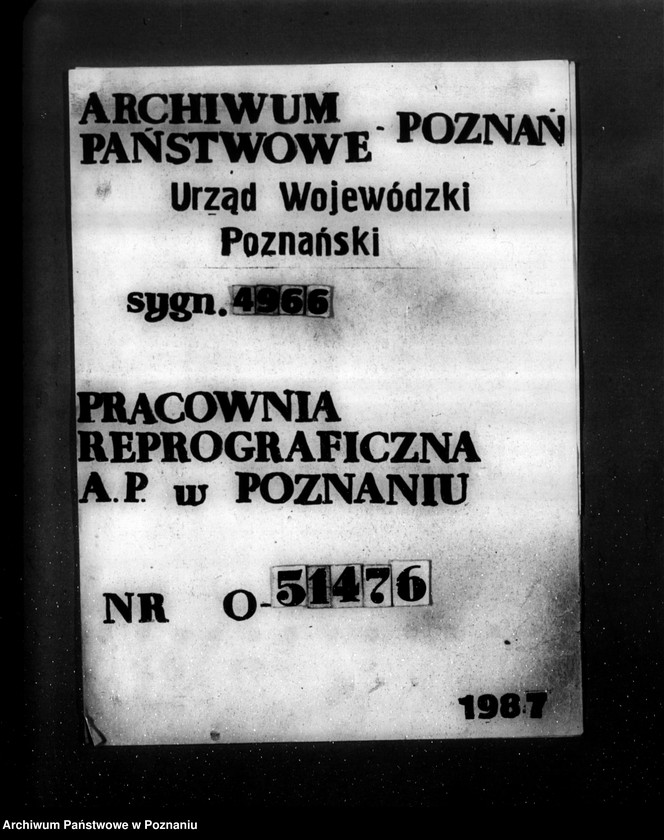 ARCHIWUM
PAŃSTWOWE - POZNAŃ
Urząd Wojewódzki
Poznański
sygn. 4966
PRACOWNIA
REPROGRAFICZNA
A.P. w POZNANIU
NR O-51476
1987
Archiwum Państwowe w Poznaniu